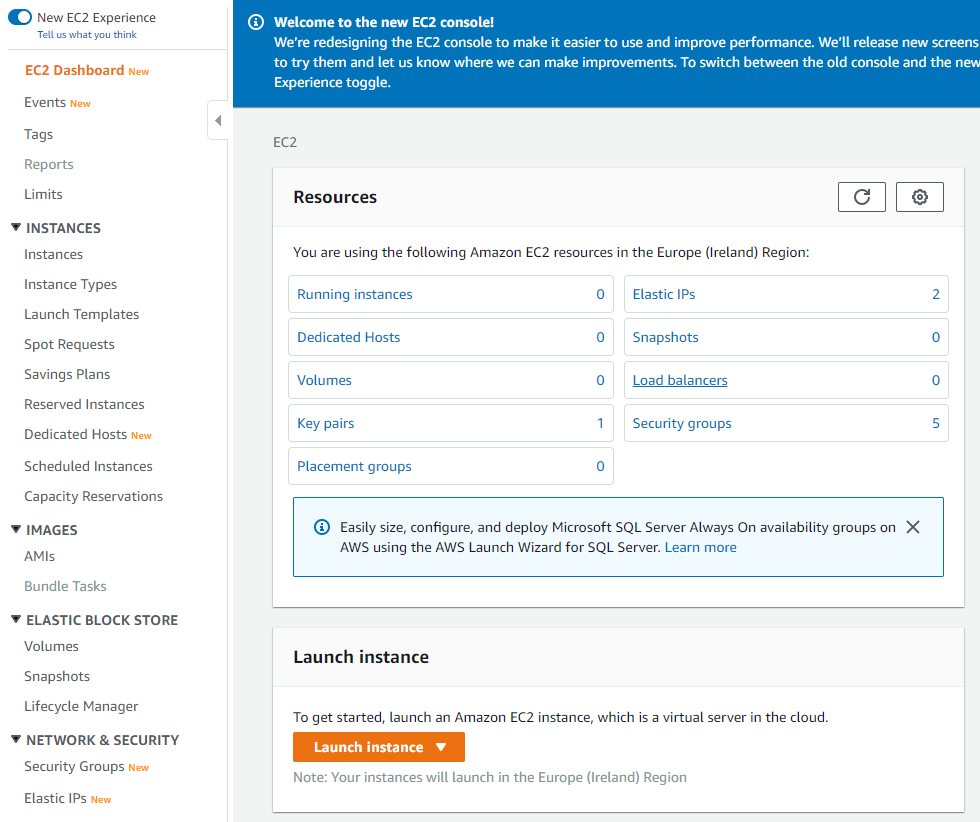 New EC2 Experience
Tell us what you think
EC2 Dashboard New
Events New
Tags
Reports
Limits
INSTANCES
Instances
Instance Types
Launch Templates
Spot Requests
Savings Plans
Reserved Instances
Dedicated Hosts New
Scheduled Instances
Capacity Reservations
IMAGES
AMIs
Bundle Tasks
ELASTIC BLOCK STORE
Volumes
Snapshots
Lifecycle Manager
NETWORK & SECURITY
Security Groups New
Elastic IPs New
Welcome to the new EC2 console!
We're redesigning the EC2 console to make it easier to use and improve performance. We'll release new screens
to try them and let us know where we can make improvements. To switch between the old console and the new
Experience toggle.
EC2
Resources
You are using the following Amazon EC2 resources in the Europe (Ireland) Region:
Running instances 0
Elastic IPs 2
Dedicated Hosts 0
Snapshots 0
Volumes 0
Load balancers 0
Key pairs 1
Security groups 5
Placement groups 0
Easily size, configure, and deploy Microsoft SQL Server Always On availability groups on
AWS using the AWS Launch Wizard for SQL Server. Learn more
Launch instance
To get started, launch an Amazon EC2 instance, which is a virtual server in the cloud.
Launch instance
Note: Your instances will launch in the Europe (Ireland) Region